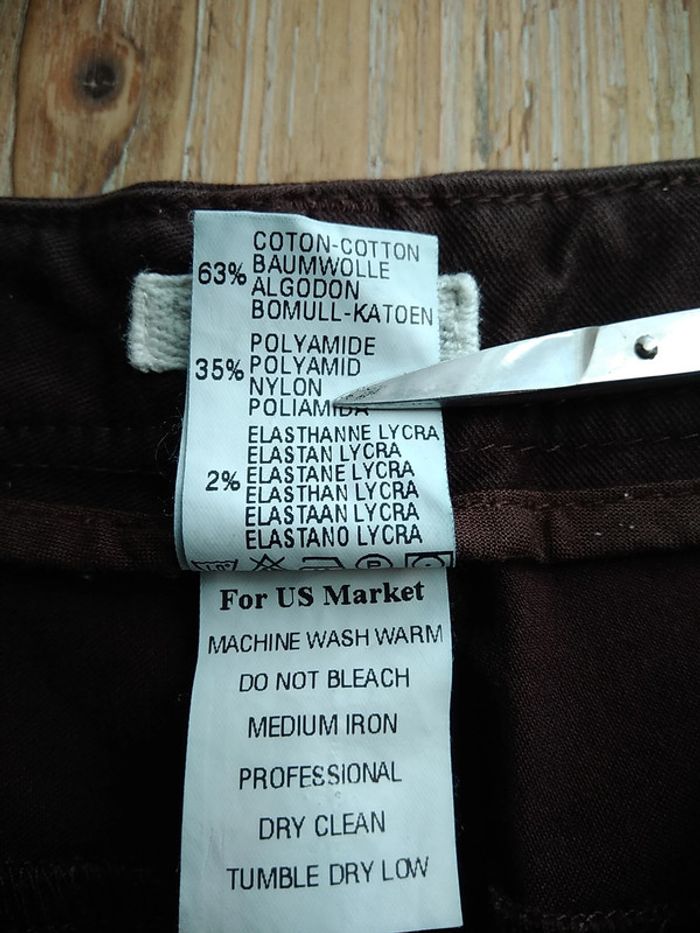 COTON-COTTON
63% BAUMWOLLE
ALGODON
BOMULL-KATOEN
POLYAMIDE
35% POLYAMID
NYLON
POLIAMIDA
ELASTHANNE LYCRA
ELASTAN LYCRA
2% ELASTANE LYCRA
ELASTHAN LYCRA
ELASTAAN LYCRA
ELASTANO LYCRA
For US Market
MACHINE WASH WARM
DO NOT BLEACH
MEDIUM IRON
PROFESSIONAL
DRY CLEAN
TUMBLE DRY LOW